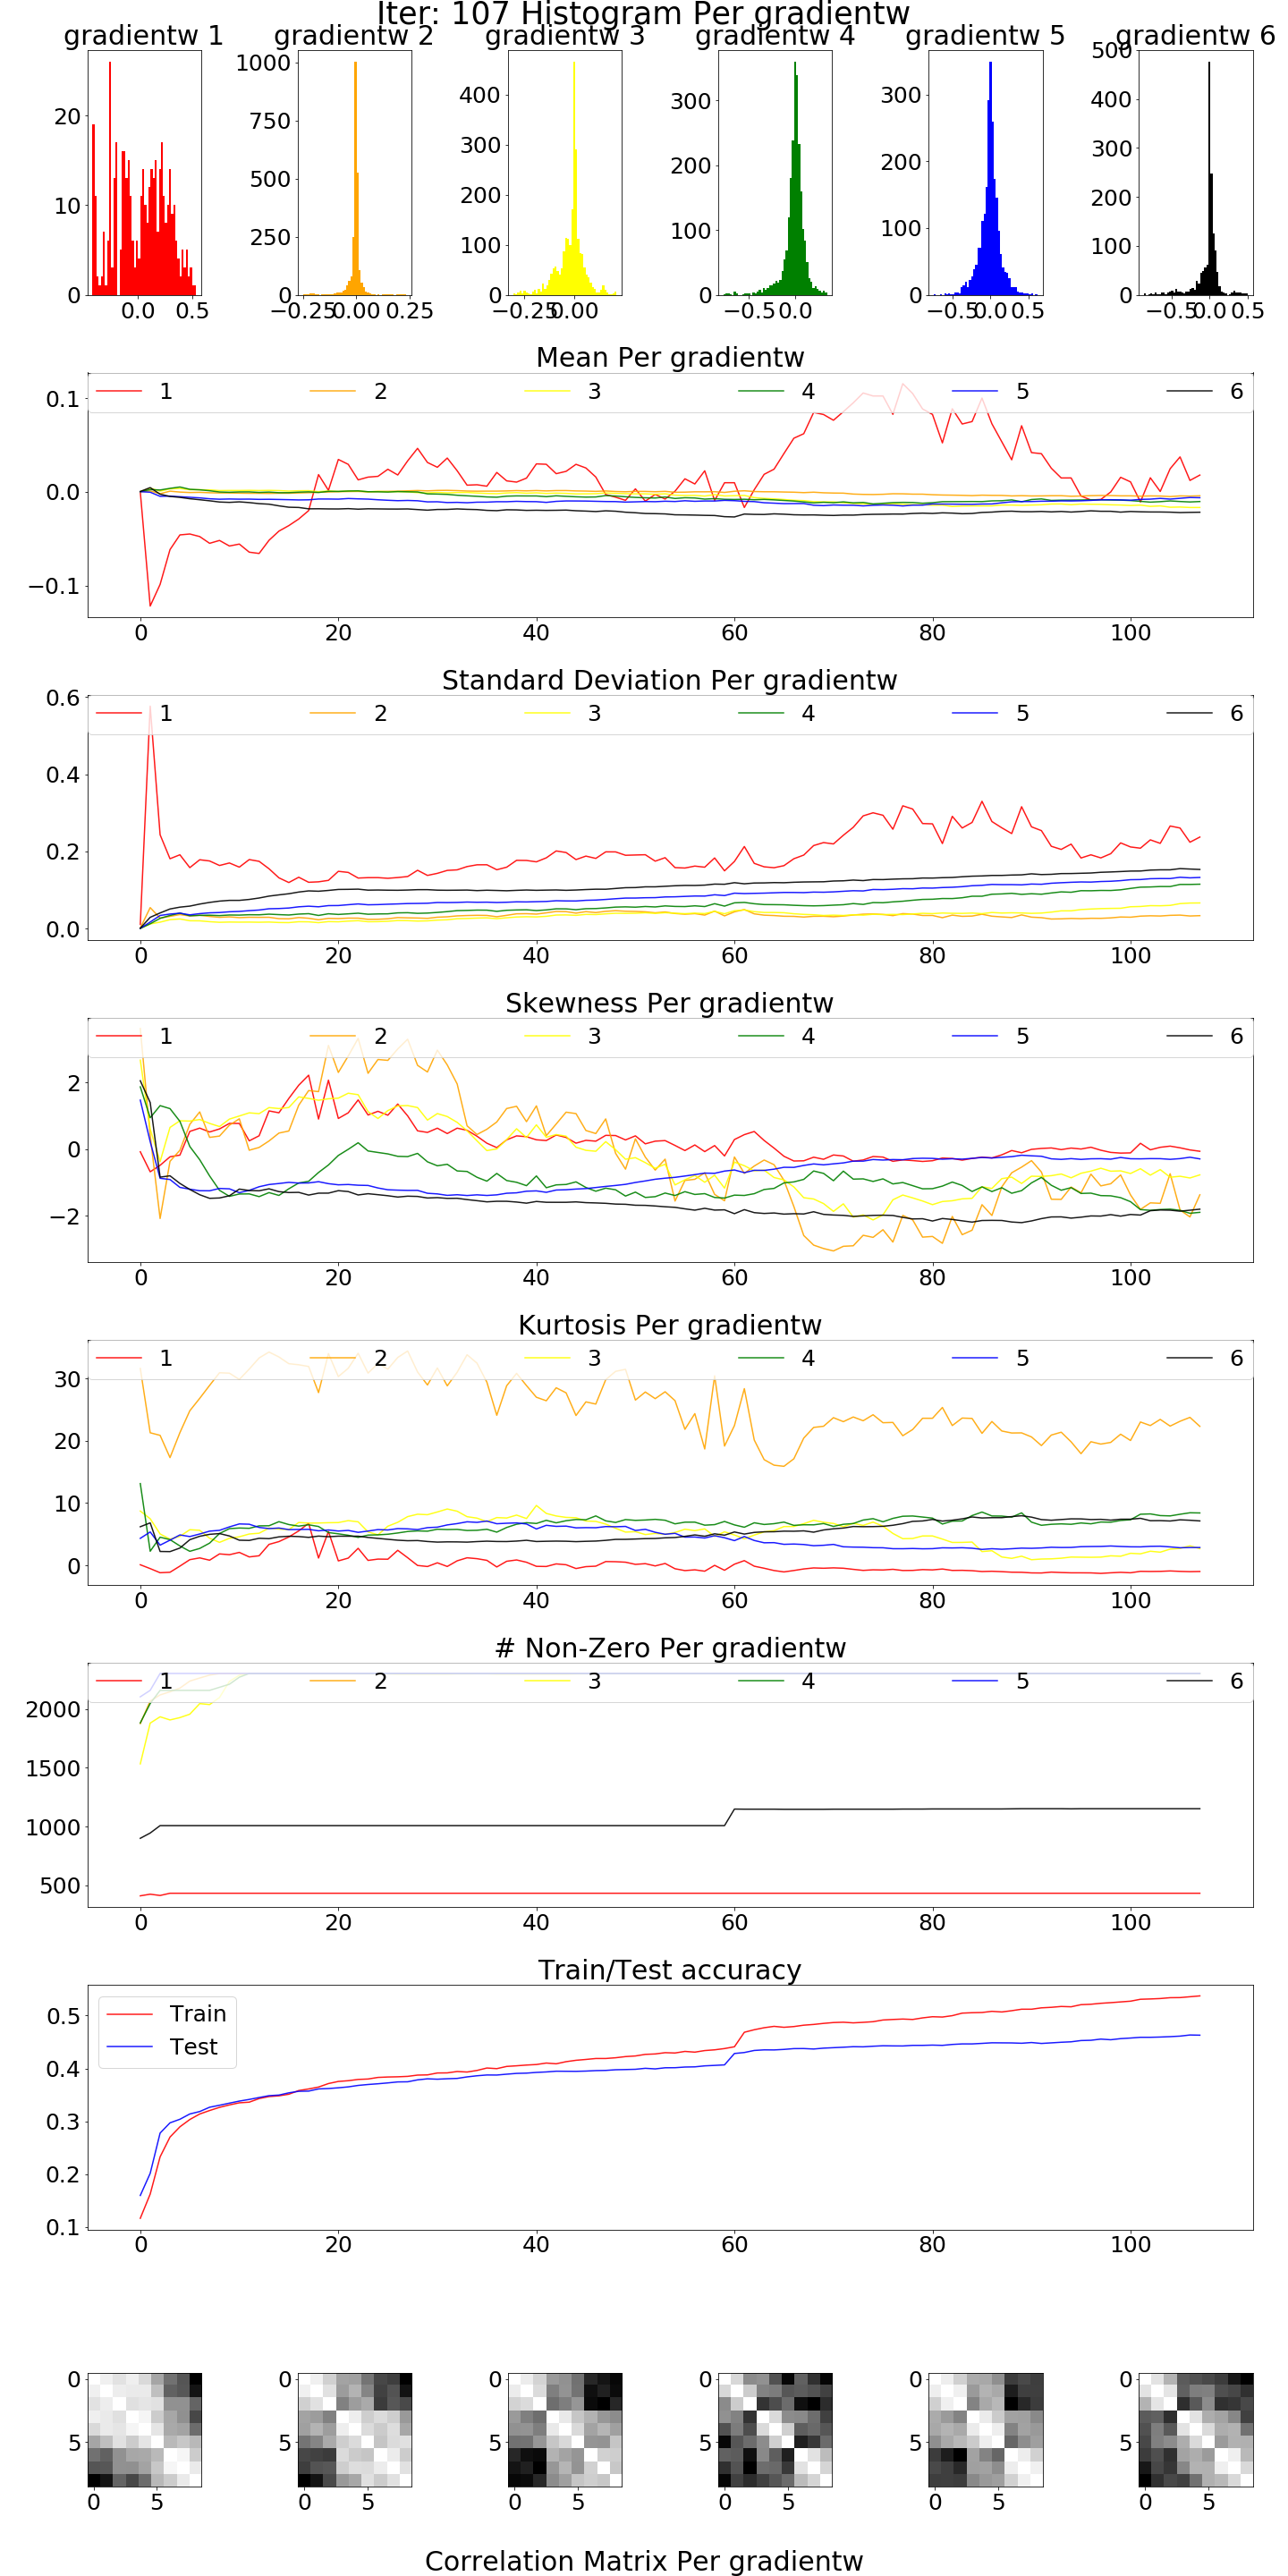 Iter: 107 Histogram Per gradientw
gradientw 1 gradientw 2 gradientw 3 gradientw 4 gradientw 5 gradientw 6
20
10
0
0.0 0.5
1000
750
500
250
0
−0.25 0.00 0.25
400
300
200
100
0
−0.25 0.00
300
200
100
0
−0.5 0.0
300
200
100
0
−0.5 0.0 0.5
500
400
300
200
100
0
−0.5 0.0 0.5
Mean Per gradientw
1 2 3 4 5 6
0.1
0.0
−0.1
0 20 40 60 80 100
Standard Deviation Per gradientw
1 2 3 4 5 6
0.6
0.4
0.2
0.0
0 20 40 60 80 100
Skewness Per gradientw
1 2 3 4 5 6
2
0
−2
0 20 40 60 80 100
Kurtosis Per gradientw
1 2 3 4 5 6
30
20
10
0
0 20 40 60 80 100
# Non-Zero Per gradientw
1 2 3 4 5 6
2000
1500
1000
500
0 20 40 60 80 100
Train/Test accuracy
Train
Test
0.5
0.4
0.3
0.2
0.1
0 20 40 60 80 100
0 0 0 0 0 0
5 5 5 5 5 5
0 5 0 5 0 5 0 5 0 5 0 5
Correlation Matrix Per gradientw